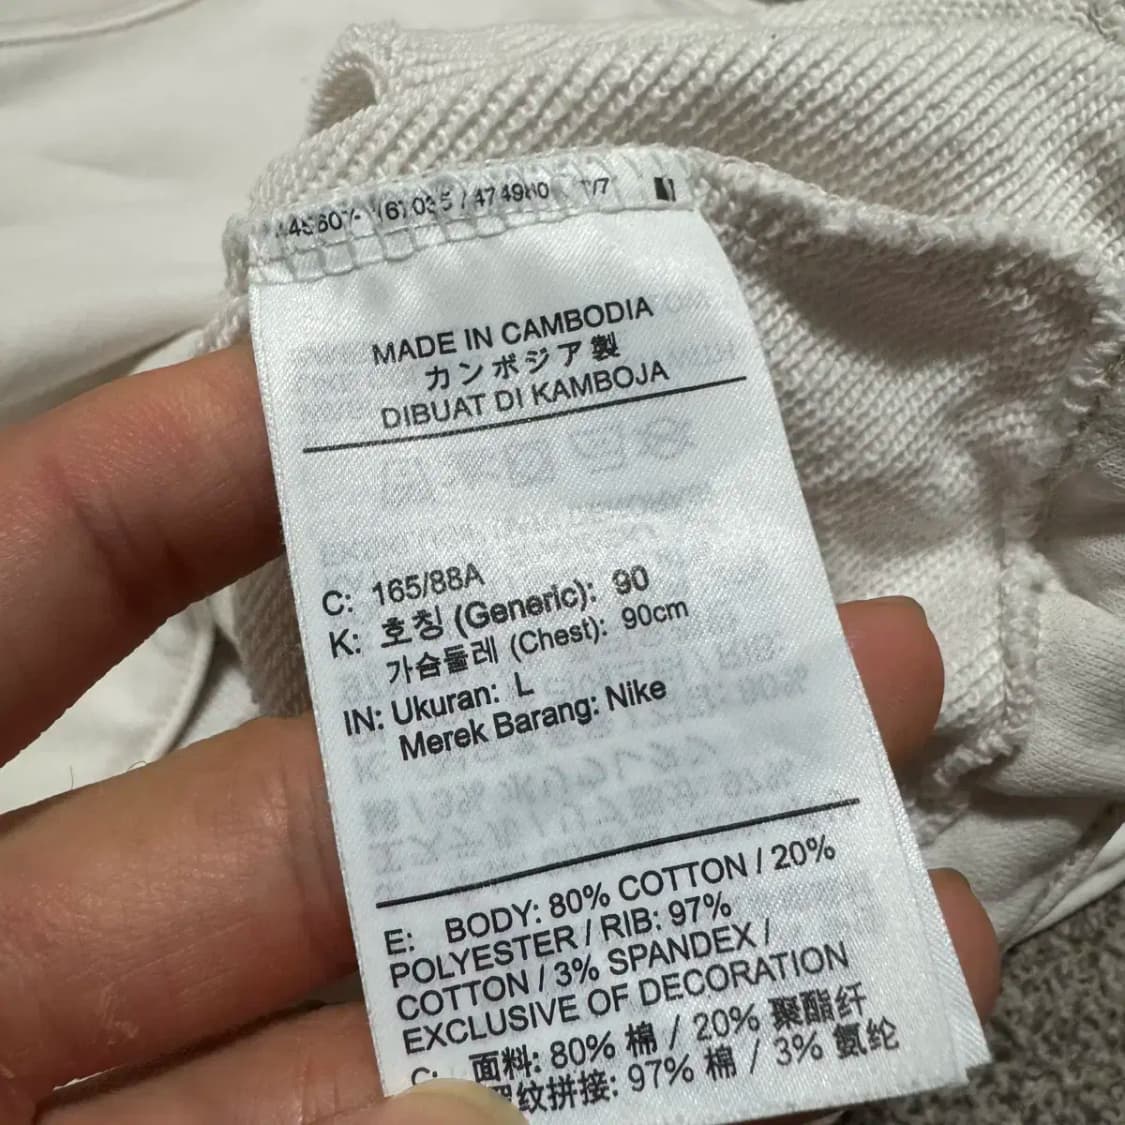 MADE IN CAMBODIA
カンボジア製
DIBUAT DI KAMBOJA
C: 165/88A
K: 호칭 (Generic): 90
가슴둘레 (Chest): 90cm
IN: Ukuran: L
Merek Barang: Nike
E: BODY: 80% COTTON / 20%
POLYESTER / RIB: 97%
COTTON / 3% SPANDEX /
EXCLUSIVE OF DECORATION
C: 面料: 80% 棉 / 20% 聚酯纤
纹拼接: 97% 棉 / 3% 氨纶